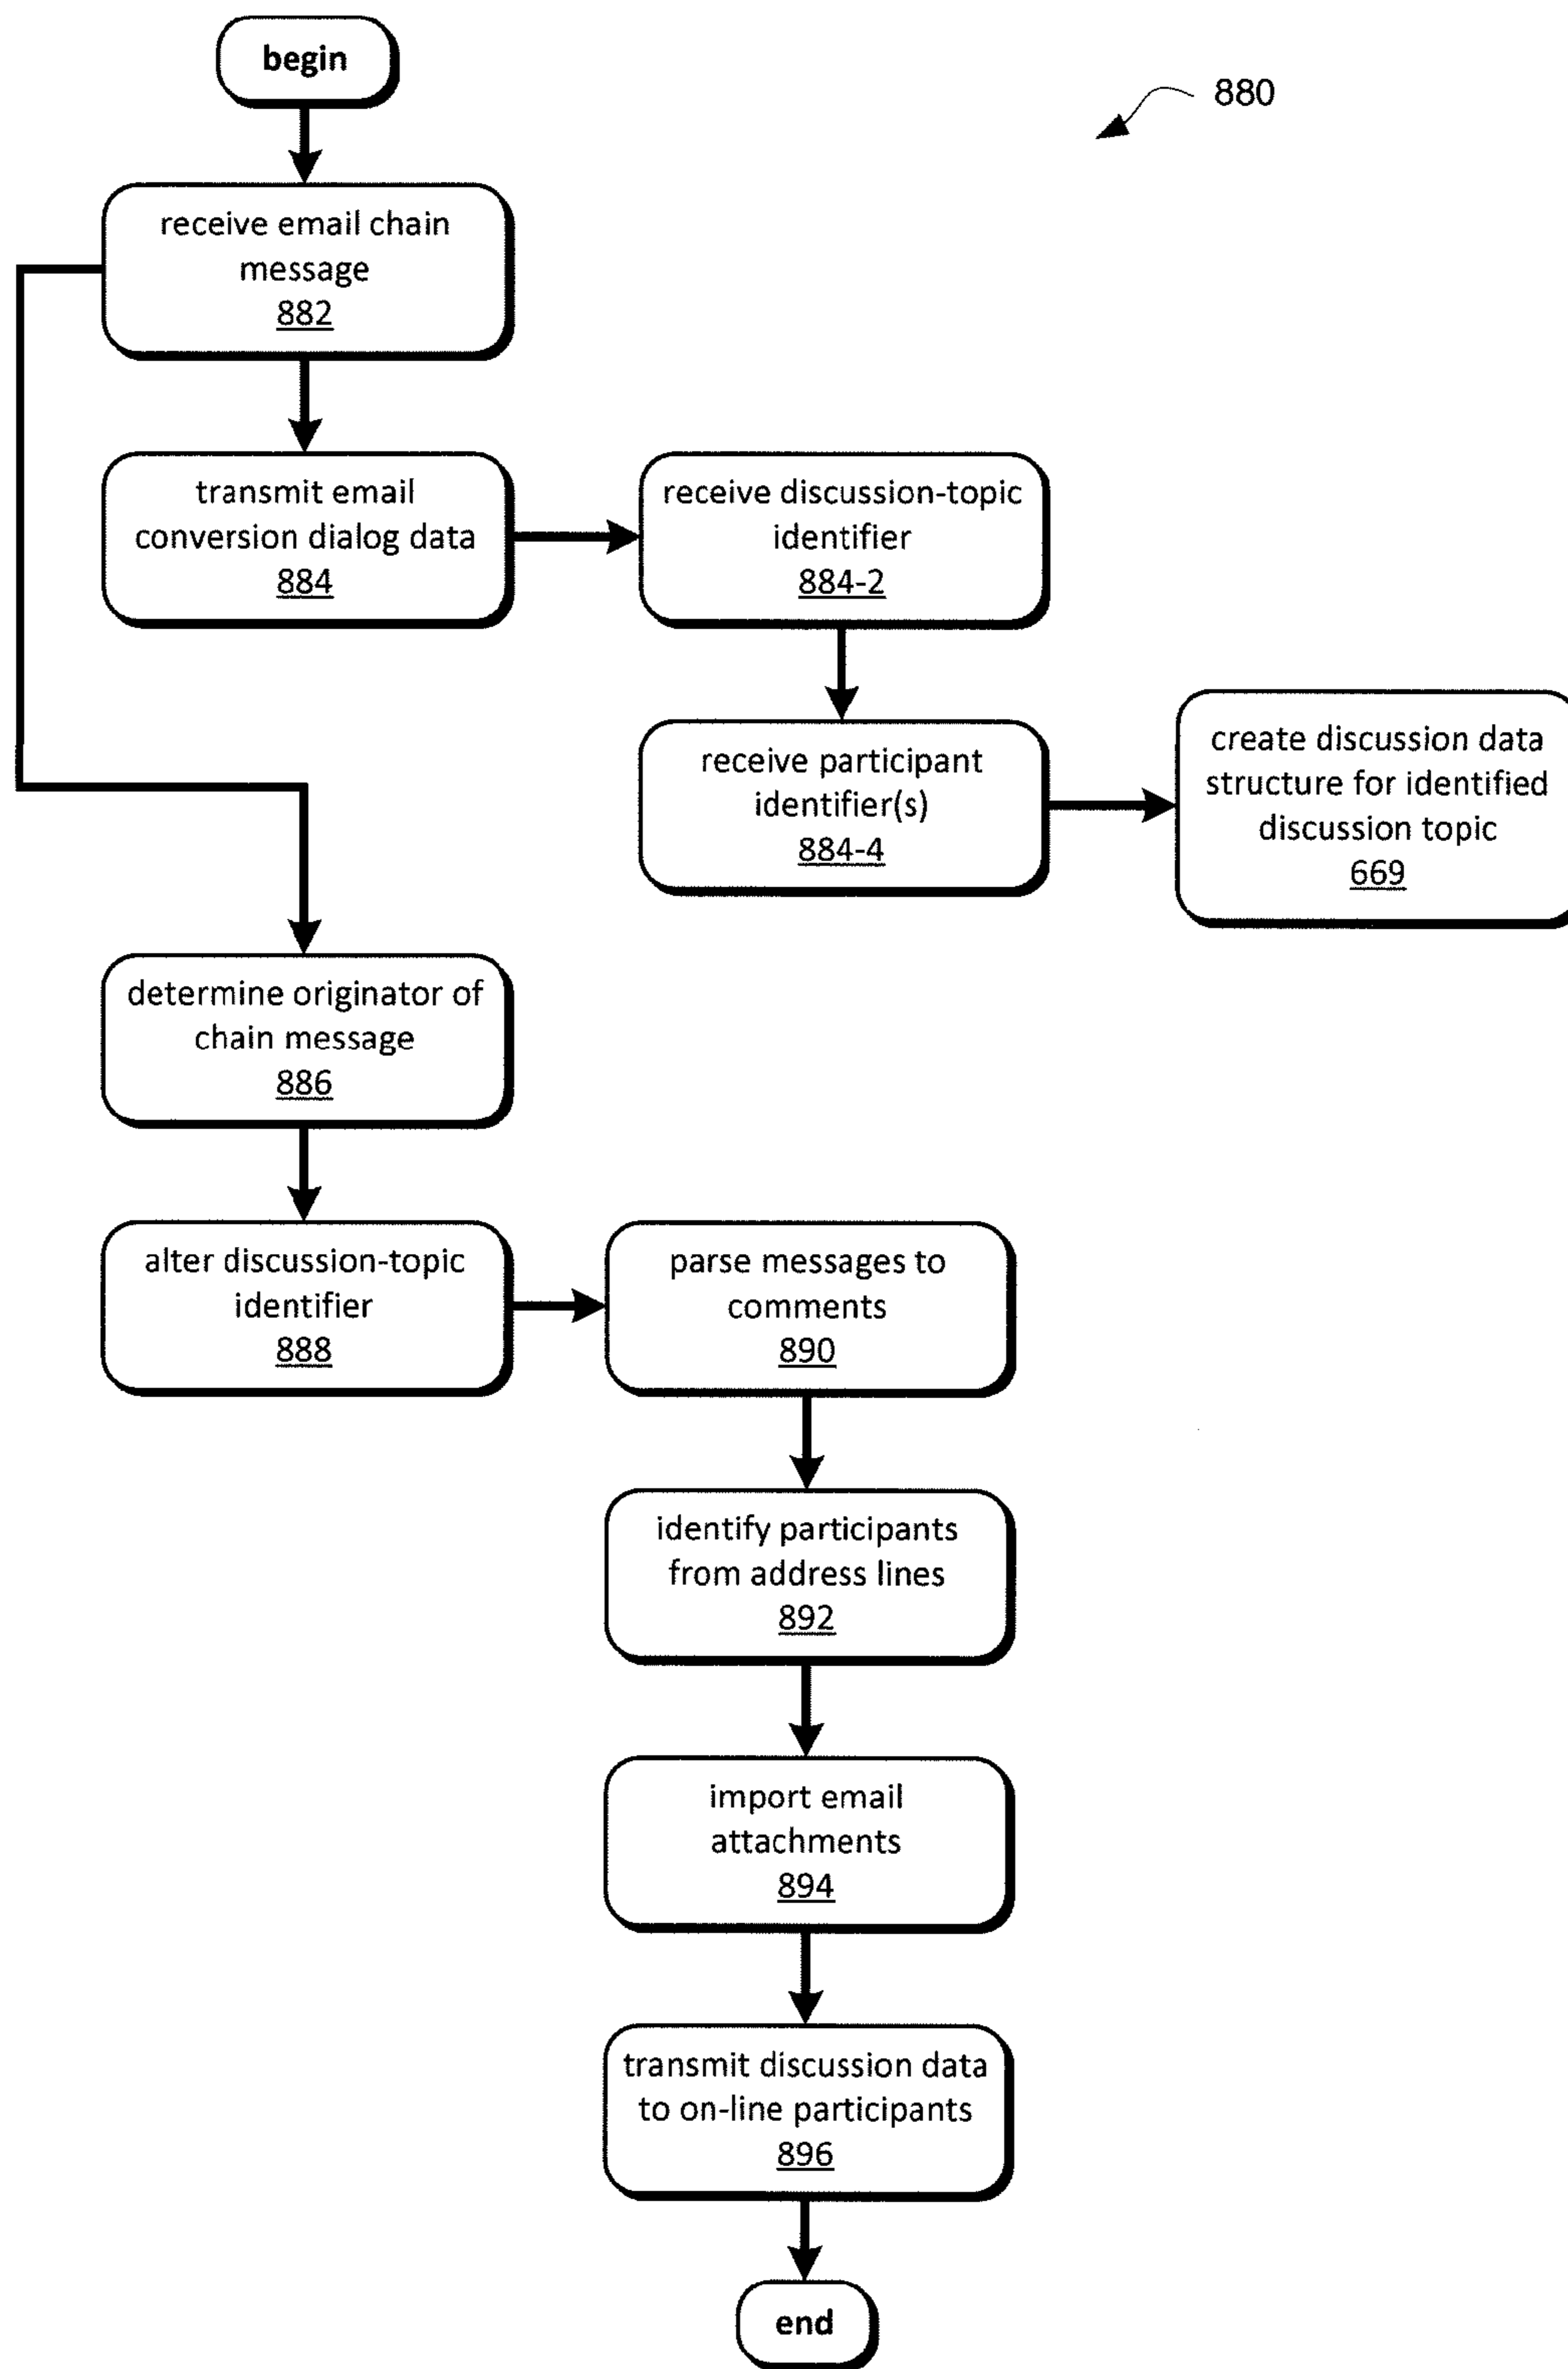 begin
880
receive email chain
message
882
transmit email
conversion dialog data
884
receive discussion-topic
identifier
884-2
receive participant
identifier(s)
884-4
create discussion data
structure for identified
discussion topic
669
determine originator of
chain message
886
alter discussion-topic
identifier
888
parse messages to
comments
890
identify participants
from address lines
892
import email
attachments
894
transmit discussion data
to on-line participants
896
end